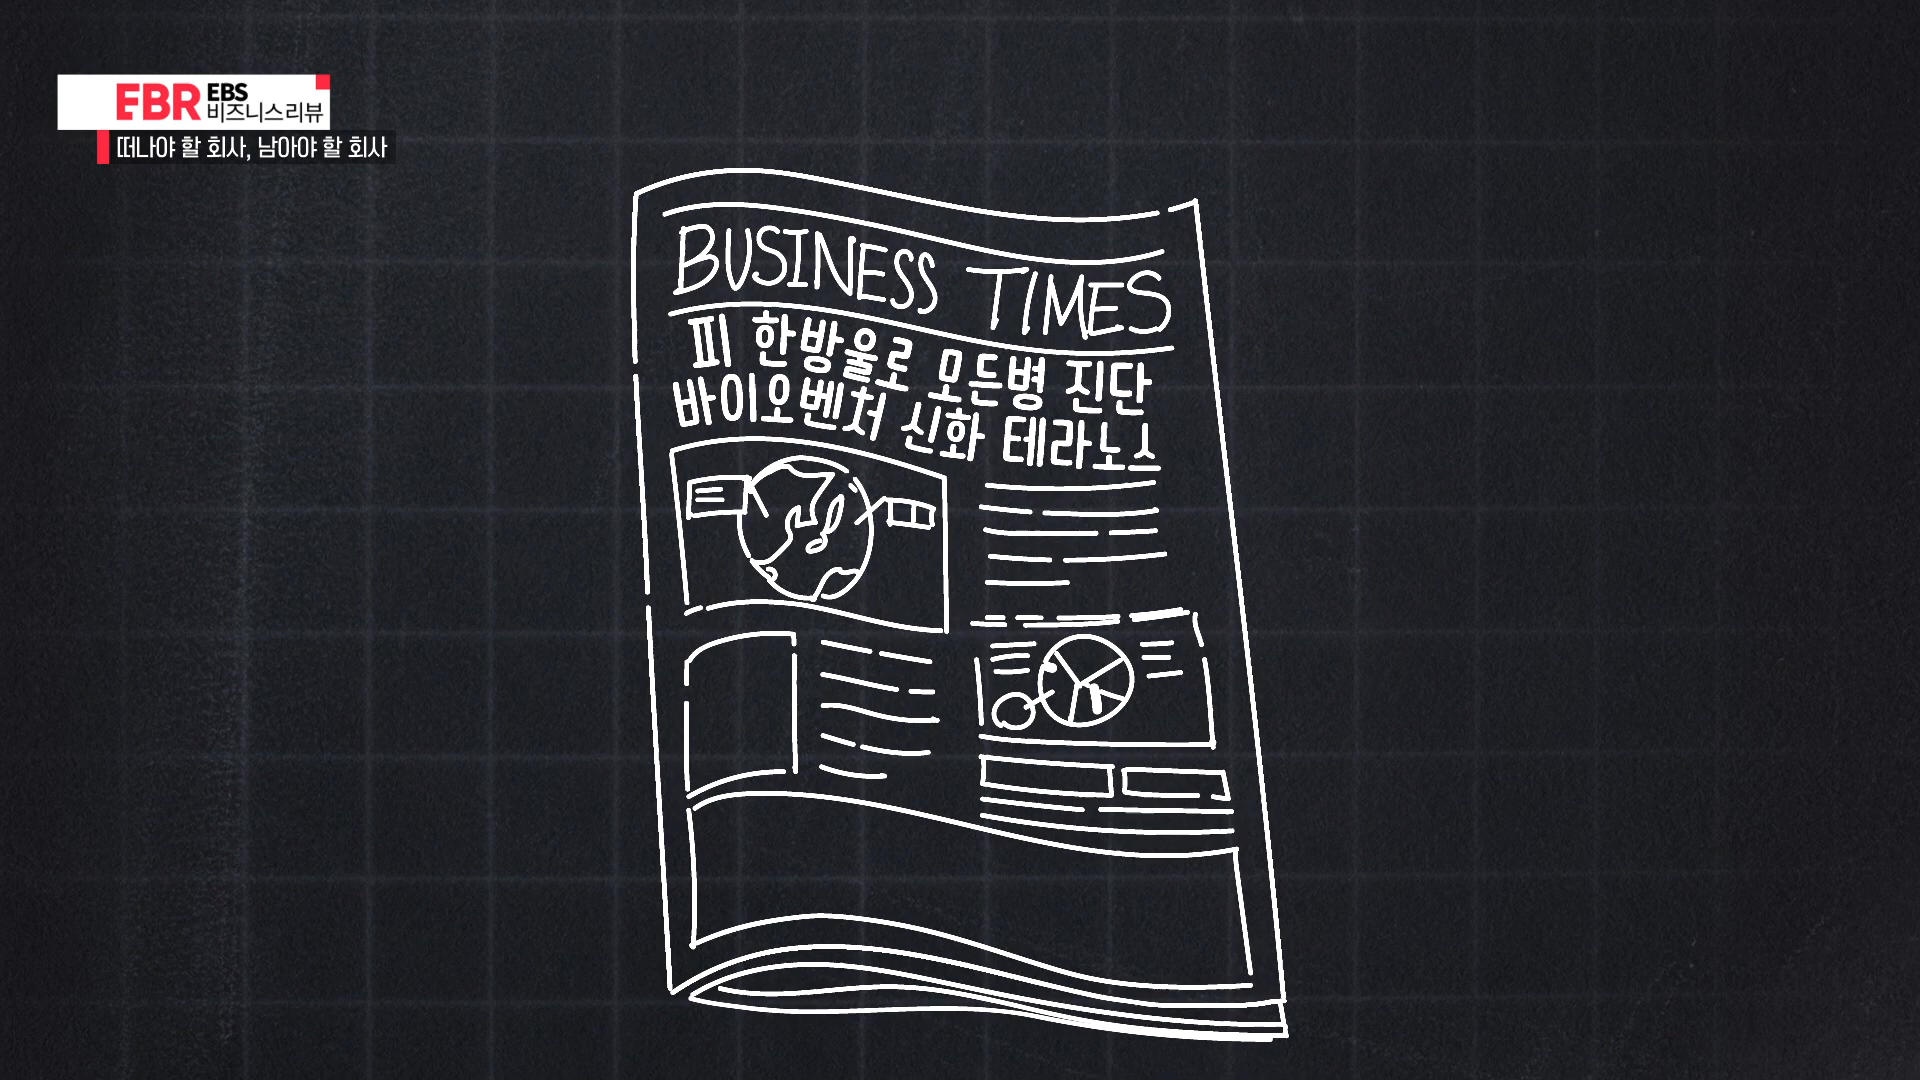 EBR EBS
비즈니스리뷰
떠나야 할 회사, 남아야 할 회사
BUSINESS TIMES
피 한방울로 모든병 진단
바이오벤처 신화 테라노스